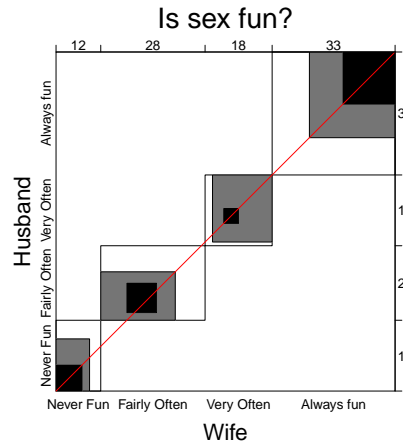 Is sex fun?
12 28 18 33
Always fun
Very Often
Fairly Often
Never Fun
Husband
Never Fun Fairly Often Very Often Always fun
Wife